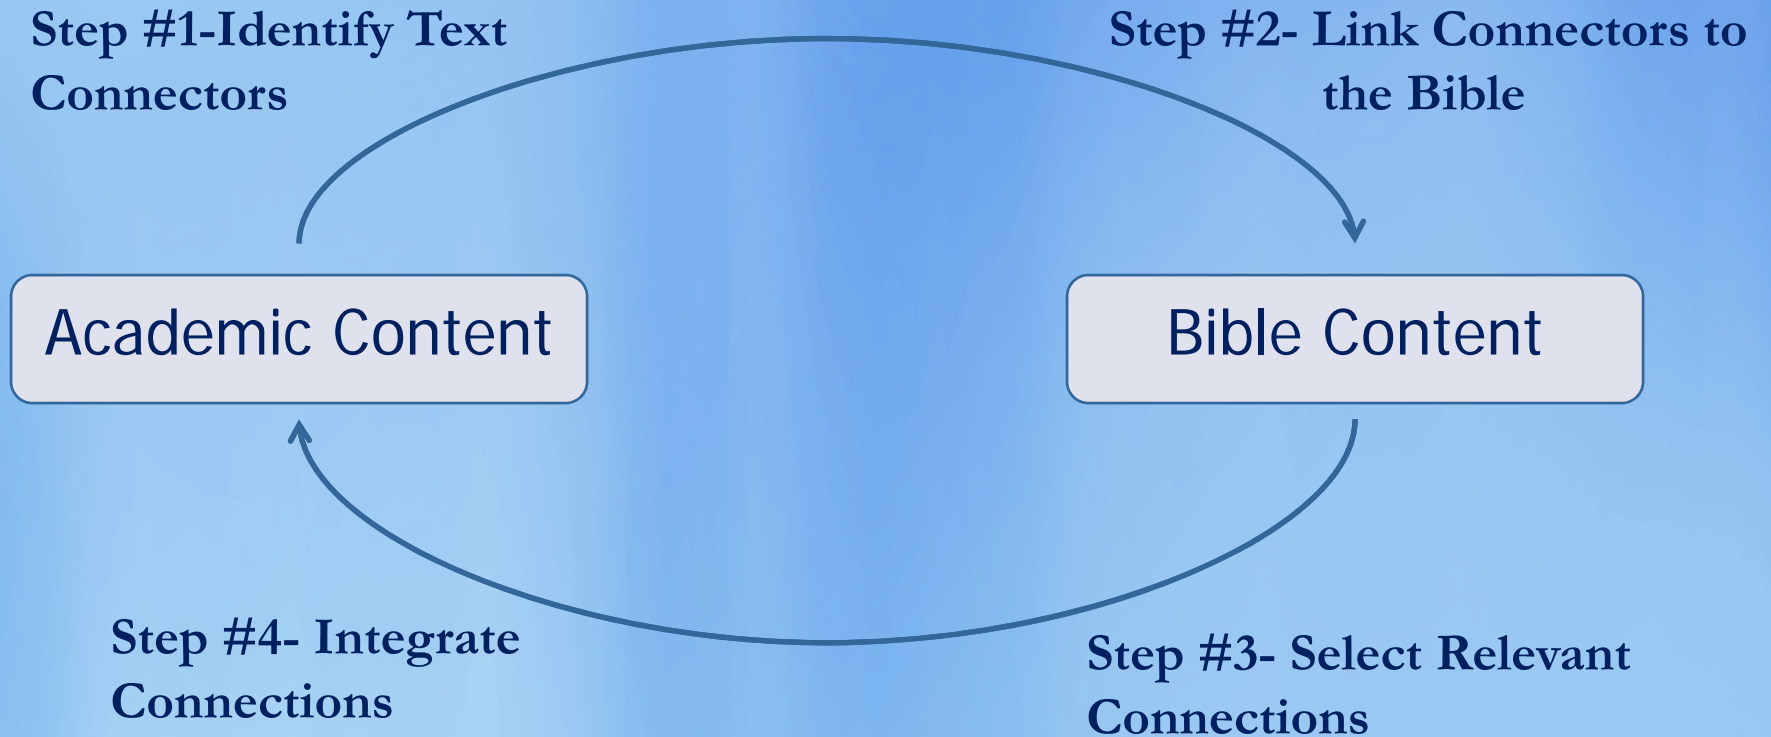 Step #1-Identify Text
Connectors
Step #2- Link Connectors to
the Bible
Academic Content
Bible Content
Step #4- Integrate
Connections
Step #3- Select Relevant
Connections